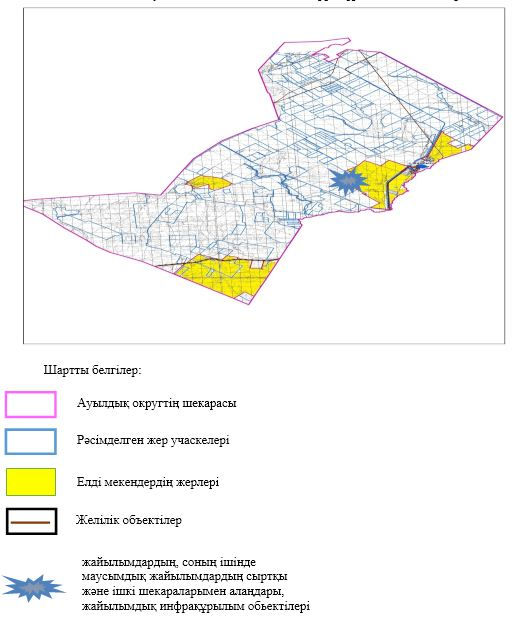 Шартты белгілер:
Ауылдық округтің шекарасы
Рәсімделген жер учаскелері
Елді мекендердің жерлері
Желілік объектілер
жайылымдардың, соның ішінде
маусымдық жайылымдардың сыртқы
және ішкі шекараларымен алаңдары,
жайылымдық инфрақұрылым объектілері